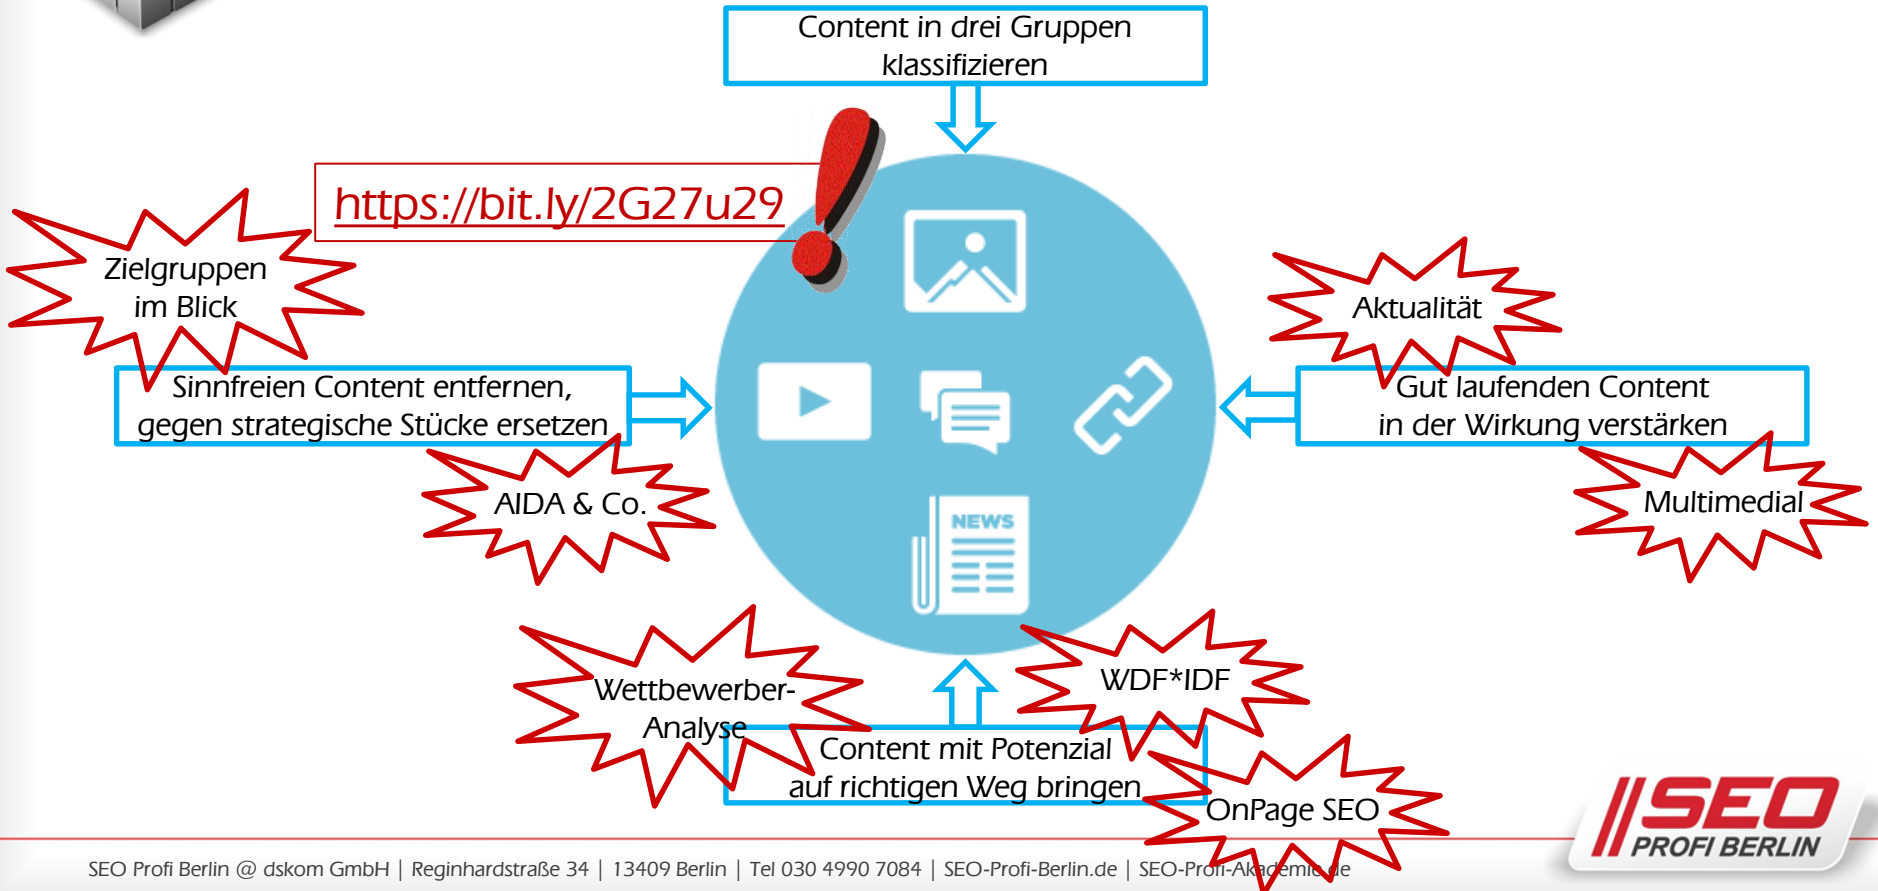 Content in drei Gruppen
klassifizieren
https://bit.ly/2G27u29
Zielgruppen
im Blick
Aktualität
Sinnfreien Content entfernen,
gegen strategische Stücke ersetzen
Gut laufenden Content
in der Wirkung verstärken
AIDA & Co.
Multimedial
NEWS
Wettbewerber-
Analyse
WDF*IDF
Content mit Potenzial
auf richtigen Weg bringen
OnPage SEO
SEO
PROFI BERLIN
SEO Profi Berlin @ dskom GmbH | Reginhardstraße 34 | 13409 Berlin | Tel 030 4990 7084 | SEO-Profi-Berlin.de | SEO-Profi-Akademie.de